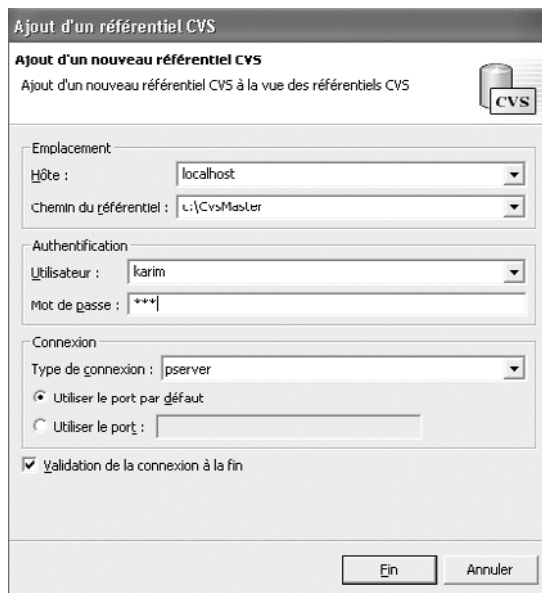 Ajout d'un référentiel CVS
Ajout d'un nouveau référentiel CVS
Ajout d'un nouveau référentiel CVS à la vue des référentiels CVS
CVS
Emplacement
Hôte : localhost
Chemin du référentiel : c:\CvsMaster
Authentification
Utilisateur : karim
Mot de passe : ***
Connexion
Type de connexion : pserver
Utiliser le port par défaut
Utiliser le port :
Validation de la connexion à la fin
Fin Annuler